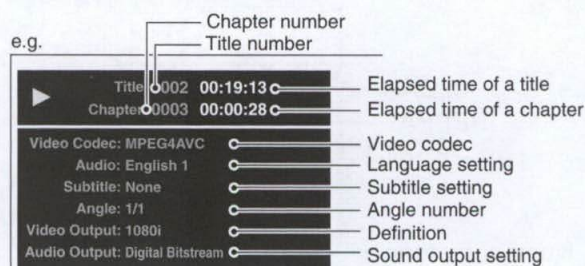 Chapter number
e.g.
Title number
Title 0002 00:19:13
Elapsed time of a title
Chapter 0003 00:00:28
Elapsed time of a chapter
Video Codec: MPEG4AVC
Video codec
Audio: English 1
Language setting
Subtitle: None
Subtitle setting
Angle: 1/1
Angle number
Video Output: 1080i
Definition
Audio Output: Digital Bitstream
Sound output setting